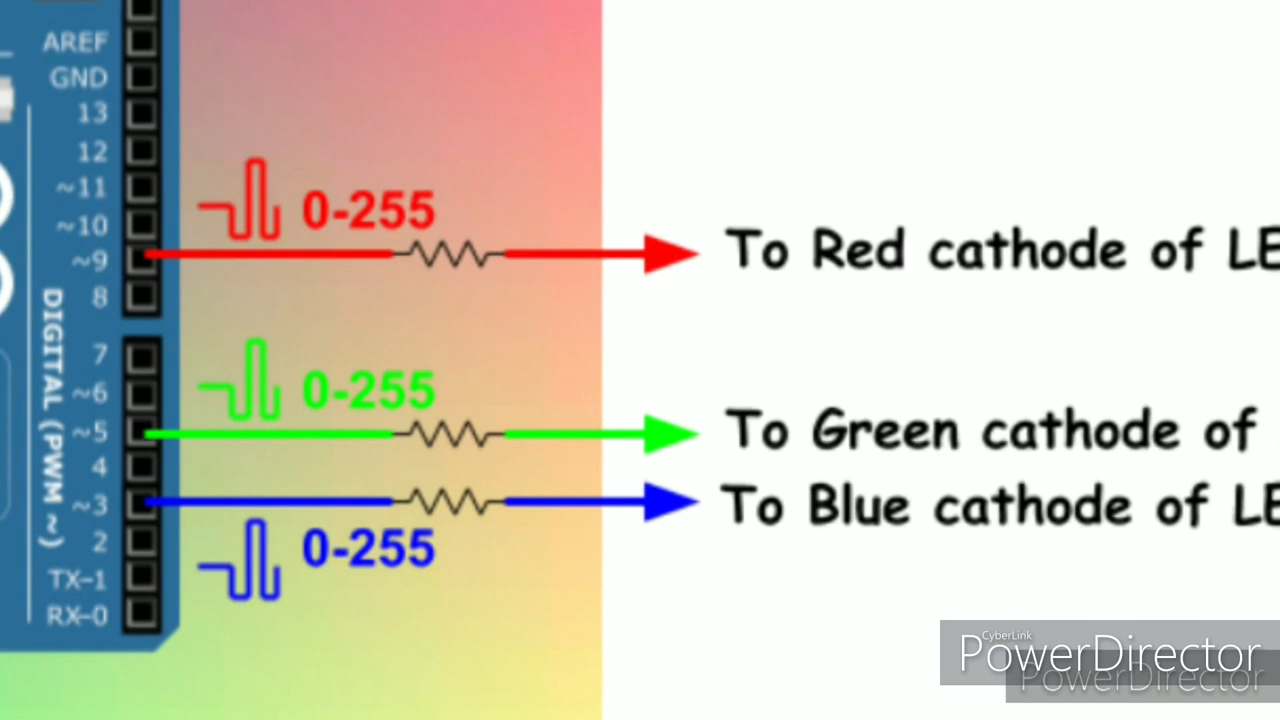 AREF
GND
13
12
~11
~10
~9
8
7
~6
~5
4
~3
2
TX-1
RX-0
DIGITAL (PWM ~)
0-255
To Red cathode of LE
0-255
To Green cathode of
To Blue cathode of LE
0-255
CyberLink
PowerDirector
PowerDirector